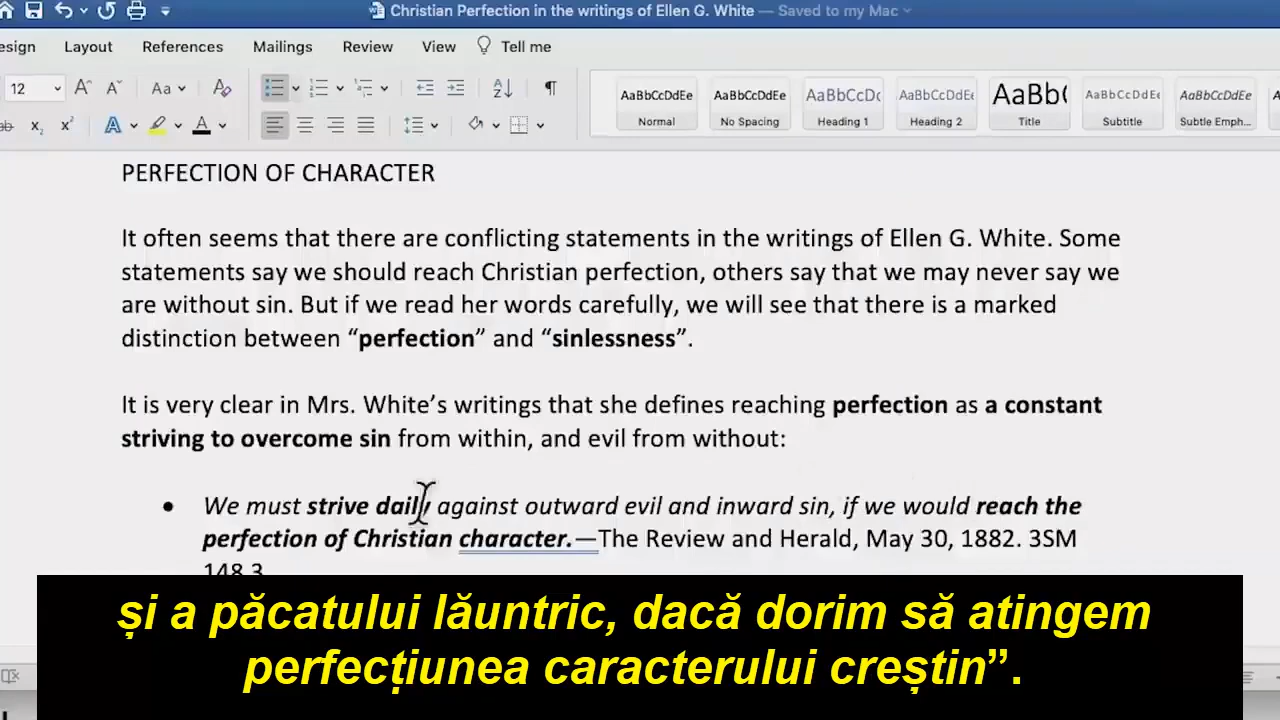 Christian Perfection in the writings of Ellen G. White — Saved to my Mac
esign Layout References Mailings Review View Tell me
12 Aa
AaBbCcDdEe AaBbCcDdEe AaBbCcDc AaBbCcDdE AaBb( AaBbCcDdEe AaBbCcDdEe
Normal No Spacing Heading 1 Heading 2 Title Subtitle Subtle Emph...
PERFECTION OF CHARACTER
It often seems that there are conflicting statements in the writings of Ellen G. White. Some
statements say we should reach Christian perfection, others say that we may never say we
are without sin. But if we read her words carefully, we will see that there is a marked
distinction between “perfection” and “sinlessness”.
It is very clear in Mrs. White’s writings that she defines reaching perfection as a constant
striving to overcome sin from within, and evil from without:
• We must strive daily against outward evil and inward sin, if we would reach the
perfection of Christian character.—The Review and Herald, May 30, 1882. 3SM
148.3
și a păcatului lăuntric, dacă dorim să atingem
perfecțiunea caracterului creștin”.